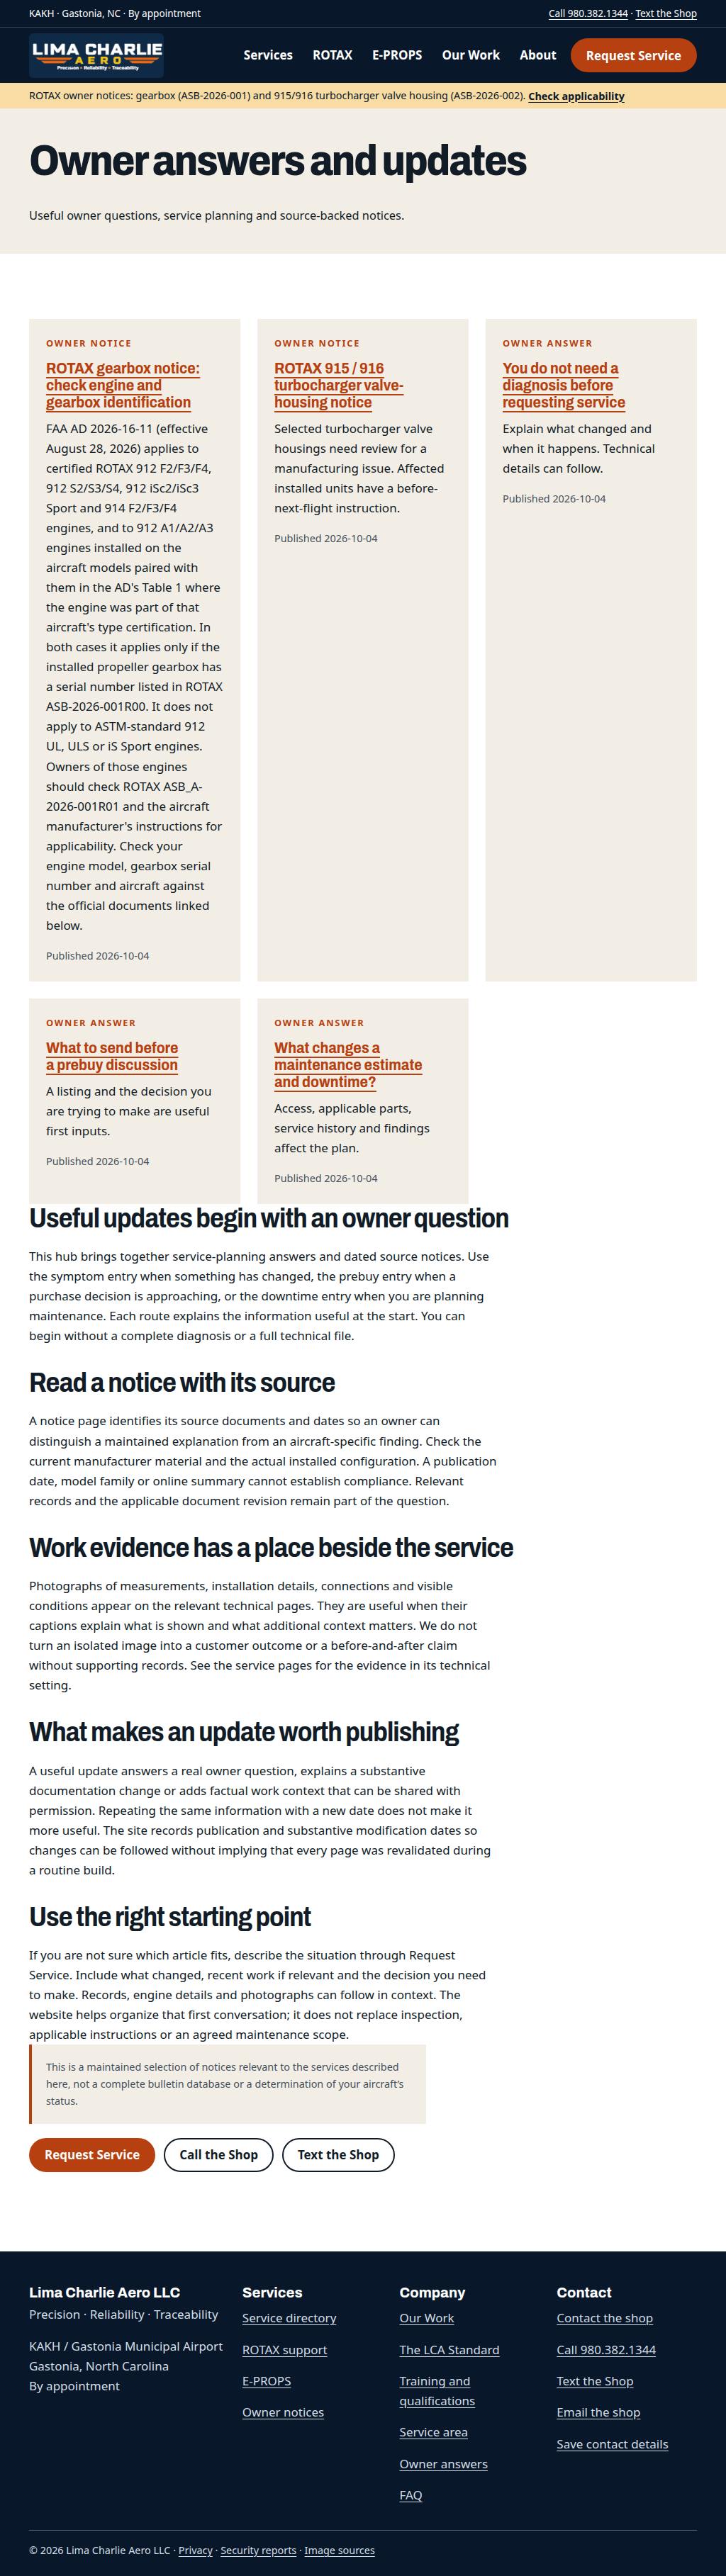 KAKH · Gastonia, NC · By appointment
Call 980.382.1344 · Text the Shop
LIMA CHARLIE
AERO
Precision · Reliability · Traceability
Services
ROTAX
E-PROPS
Our Work
About
Request Service
ROTAX owner notices: gearbox (ASB-2026-001) and 915/916 turbocharger valve housing (ASB-2026-002). Check applicability
Owner answers and updates
Useful owner questions, service planning and source-backed notices.
OWNER NOTICE
ROTAX gearbox notice:
check engine and
gearbox identification
FAA AD 2026-16-11 (effective
August 28, 2026) applies to
certified ROTAX 912 F2/F3/F4,
912 S2/S3/S4, 912 iSc2/iSc3
Sport and 914 F2/F3/F4
engines, and to 912 A1/A2/A3
engines installed on the
aircraft models paired with
them in the AD's Table 1 where
the engine was part of that
aircraft's type certification. In
both cases it applies only if the
installed propeller gearbox has
a serial number listed in ROTAX
ASB-2026-001R00. It does not
apply to ASTM-standard 912
UL, ULS or iS Sport engines.
Owners of those engines
should check ROTAX ASB_A-
2026-001R01 and the aircraft
manufacturer's instructions for
applicability. Check your
engine model, gearbox serial
number and aircraft against
the official documents linked
below.
Published 2026-10-04
OWNER NOTICE
ROTAX 915 / 916
turbocharger valve-
housing notice
Selected turbocharger valve
housings need review for a
manufacturing issue. Affected
installed units have a before-
next-flight instruction.
Published 2026-10-04
OWNER ANSWER
You do not need a
diagnosis before
requesting service
Explain what changed and
when it happens. Technical
details can follow.
Published 2026-10-04
OWNER ANSWER
What to send before
a prebuy discussion
A listing and the decision you
are trying to make are useful
first inputs.
Published 2026-10-04
OWNER ANSWER
What changes a
maintenance estimate
and downtime?
Access, applicable parts,
service history and findings
affect the plan.
Published 2026-10-04
Useful updates begin with an owner question
This hub brings together service-planning answers and dated source notices. Use
the symptom entry when something has changed, the prebuy entry when a
purchase decision is approaching, or the downtime entry when you are planning
maintenance. Each route explains the information useful at the start. You can
begin without a complete diagnosis or a full technical file.
Read a notice with its source
A notice page identifies its source documents and dates so an owner can
distinguish a maintained explanation from an aircraft-specific finding. Check the
current manufacturer material and the actual installed configuration. A publication
date, model family or online summary cannot establish compliance. Relevant
records and the applicable document revision remain part of the question.
Work evidence has a place beside the service
Photographs of measurements, installation details, connections and visible
conditions appear on the relevant technical pages. They are useful when their
captions explain what is shown and what additional context matters. We do not
turn an isolated image into a customer outcome or a before-and-after claim
without supporting records. See the service pages for the evidence in its technical
setting.
What makes an update worth publishing
A useful update answers a real owner question, explains a substantive
documentation change or adds factual work context that can be shared with
permission. Repeating the same information with a new date does not make it
more useful. The site records publication and substantive modification dates so
changes can be followed without implying that every page was revalidated during
a routine build.
Use the right starting point
If you are not sure which article fits, describe the situation through Request
Service. Include what changed, recent work if relevant and the decision you need
to make. Records, engine details and photographs can follow in context. The
website helps organize that first conversation; it does not replace inspection,
applicable instructions or an agreed maintenance scope.
This is a maintained selection of notices relevant to the services described
here, not a complete bulletin database or a determination of your aircraft's
status.
Request Service
Call the Shop
Text the Shop
Lima Charlie Aero LLC
Precision · Reliability · Traceability
KAKH / Gastonia Municipal Airport
Gastonia, North Carolina
By appointment
Services
Service directory
ROTAX support
E-PROPS
Owner notices
Company
Our Work
The LCA Standard
Training and
qualifications
Service area
Owner answers
FAQ
Contact
Contact the shop
Call 980.382.1344
Text the Shop
Email the shop
Save contact details
© 2026 Lima Charlie Aero LLC · Privacy · Security reports · Image sources